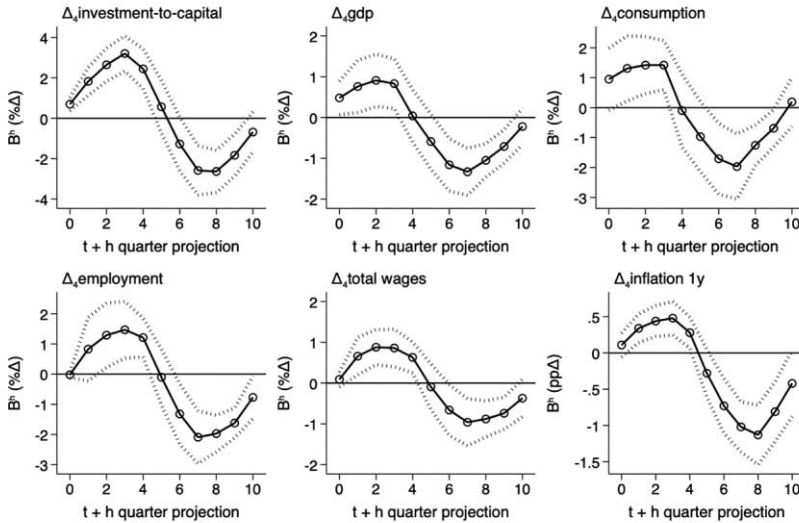 Δ₄investment-to-capital
Bʰ (%Δ)
4
2
0
-2
-4
0 2 4 6 8 10
t + h quarter projection
Δ₄gdp
Bʰ (%Δ)
2
1
0
-1
-2
0 2 4 6 8 10
t + h quarter projection
Δ₄consumption
Bʰ (%Δ)
2
1
0
-1
-2
-3
0 2 4 6 8 10
t + h quarter projection
Δ₄employment
Bʰ (%Δ)
2
1
0
-1
-2
-3
0 2 4 6 8 10
t + h quarter projection
Δ₄total wages
Bʰ (%Δ)
2
1
0
-1
-2
0 2 4 6 8 10
t + h quarter projection
Δ₄inflation 1y
Bʰ (ppΔ)
.5
0
-.5
-1
-1.5
0 2 4 6 8 10
t + h quarter projection